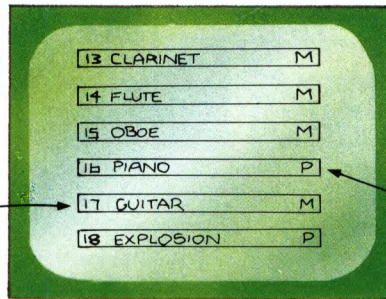 13 CLARINET M
14 FLUTE M
15 OBOE M
16 PIANO P
17 GUITAR M
18 EXPLOSION P